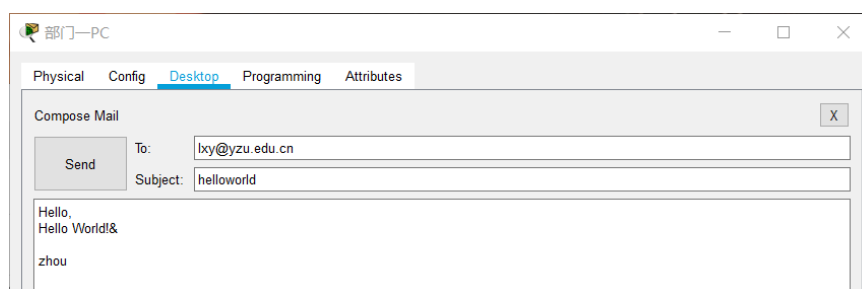 部门一PC
Physical Config Desktop Programming Attributes
Compose Mail X
Send
To: lxy@yzu.edu.cn
Subject: helloworld
Hello,
Hello World!&
zhou